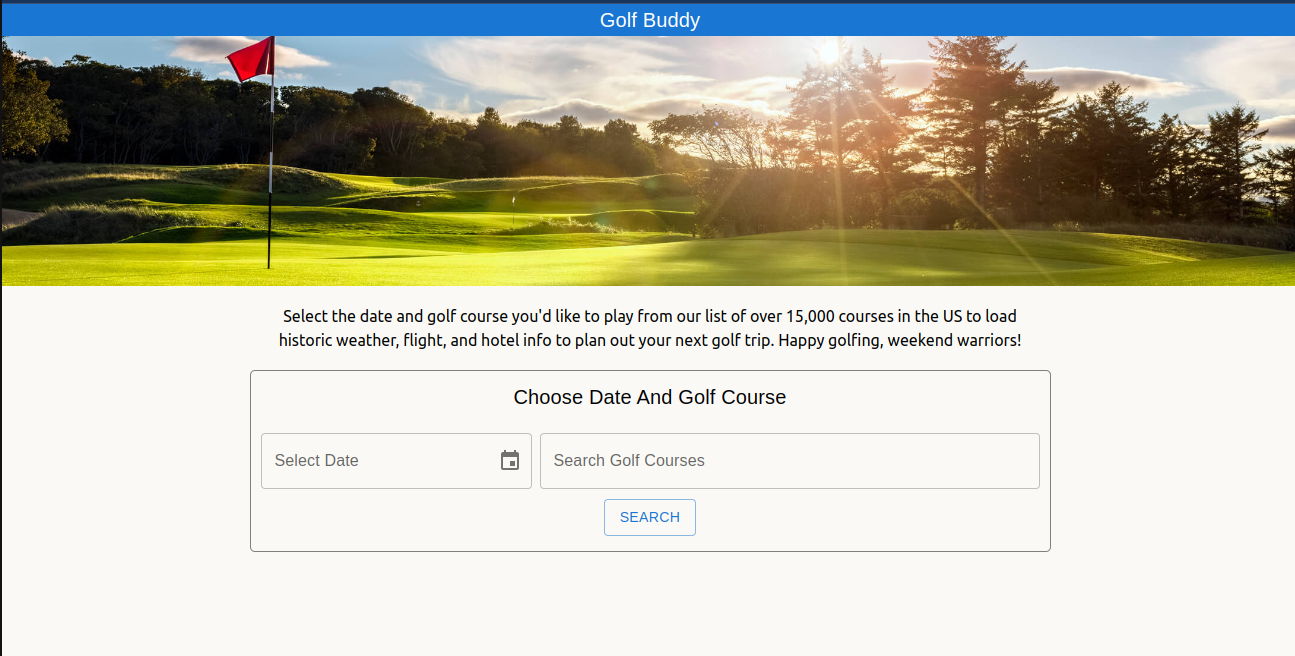 Golf Buddy
Select the date and golf course you'd like to play from our list of over 15,000 courses in the US to load
historic weather, flight, and hotel info to plan out your next golf trip. Happy golfing, weekend warriors!
Choose Date And Golf Course
Select Date
Search Golf Courses
SEARCH